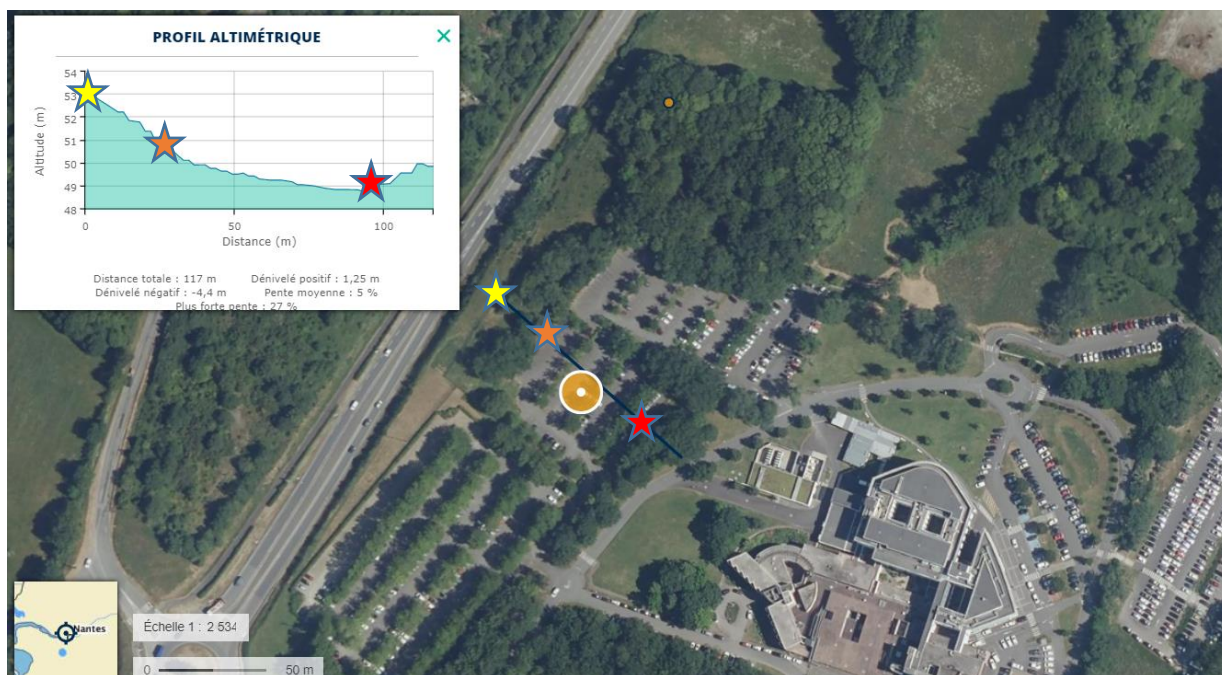 PROFIL ALTIMÉTRIQUE
54
53
52
51
50
49
48
Altitude (m)
0 50 100
Distance (m)
Distance totale : 117 m Dénivelé positif : 1,25 m
Dénivelé négatif : -4,4 m Pente moyenne : 5 %
Plus forte pente : 27 %
Nantes
Échelle 1 : 2 534
0 50 m